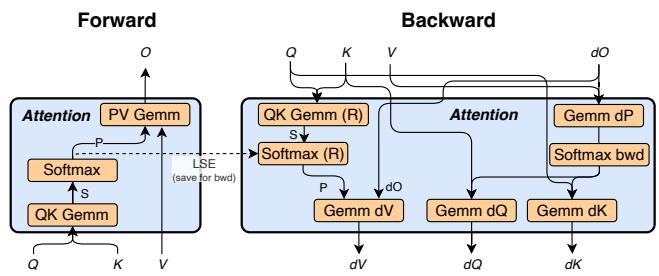 Forward
Backward
O
Q K V dO
Attention
PV Gemm
QK Gemm (R)
Attention
Gemm dP
P
S
LSE
(save for bwd)
Softmax (R)
Softmax bwd
Softmax
S
P
dO
QK Gemm
Gemm dV
Gemm dQ
Gemm dK
Q K V
dV
dQ
dK